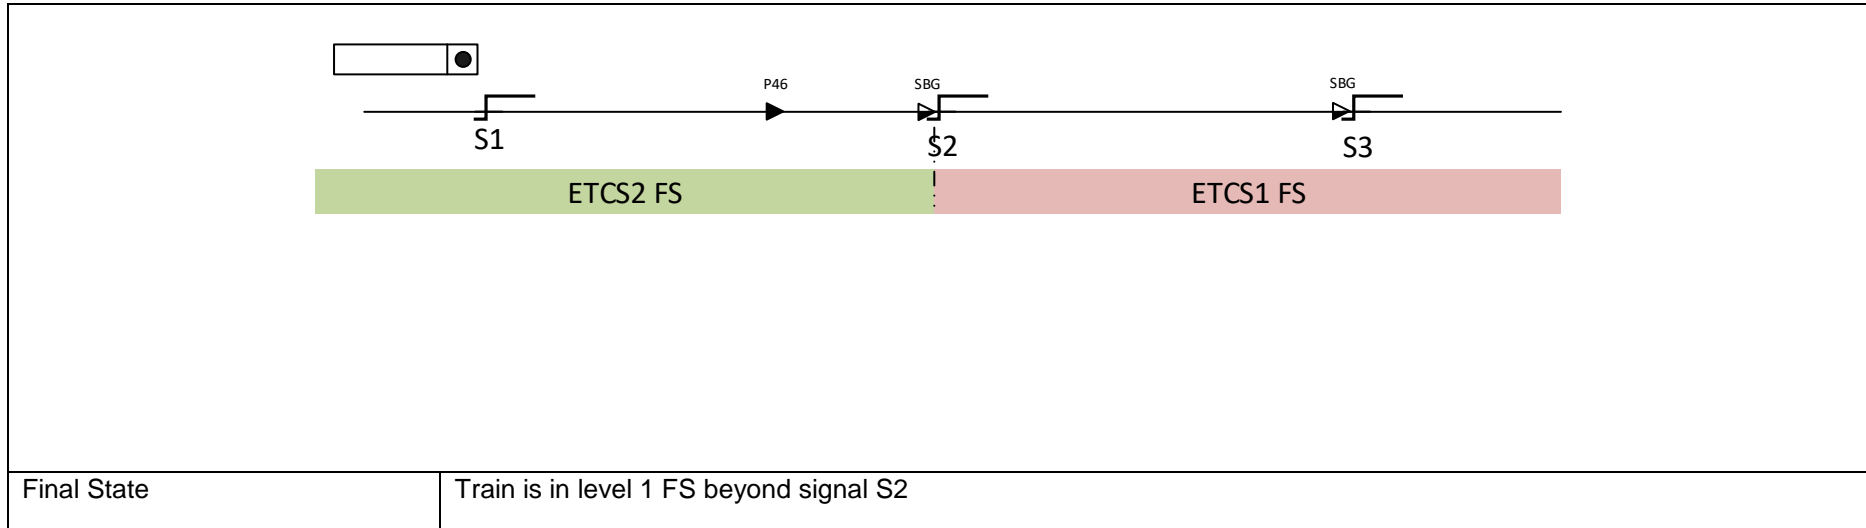 P46 SBG SBG
S1 S2 S3
ETCS2 FS ETCS1 FS
Final State Train is in level 1 FS beyond signal S2